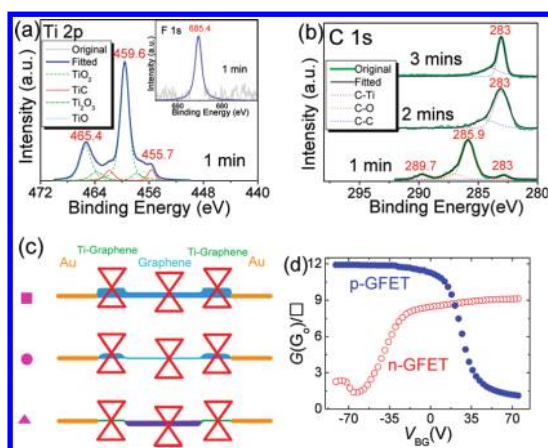 (a) Ti 2p
Original
Fitted
TiO₂
TiC
Ti₂O₃
TiO
459.6
465.4
455.7
1 min
F 1s
685.4
1 min
Intensity (a.u.)
690 680
Binding Energy (eV)
Intensity (a.u.)
472 464 456 448 440
Binding Energy (eV)
(b) C 1s
283
3 mins
Original
Fitted
C-Ti
C-O
C-C
283
2 mins
285.9
1 min
289.7
283
Intensity (a.u.)
295 290 285 280
Binding Energy (eV)
(c)
Ti-Graphene Ti-Graphene
Au Graphene Au
(d)
12
9
6
3
0
G(G₀)/□
p-GFET
n-GFET
-70 -35 0 35 70
V_BG(V)